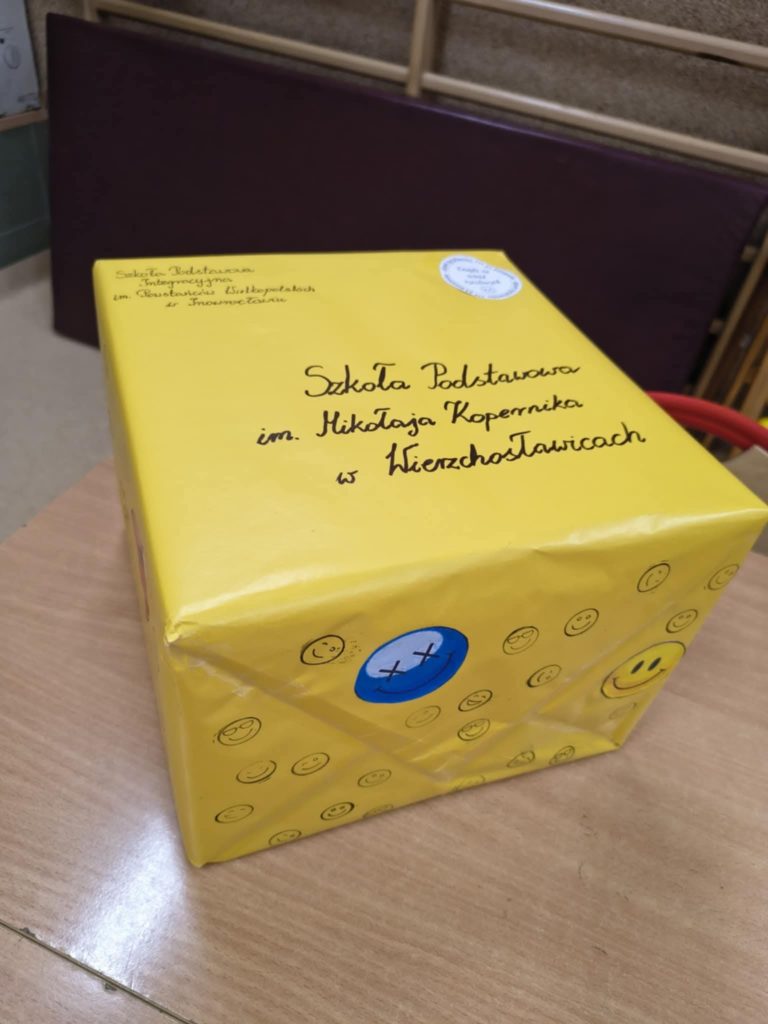 Szkoła Podstawowa
Integracyjna
im. Powstańców Wielkopolskich
w Inowrocławiu
Szkoła Podstawowa
im. Mikołaja Kopernika
w Wierzchosławicach